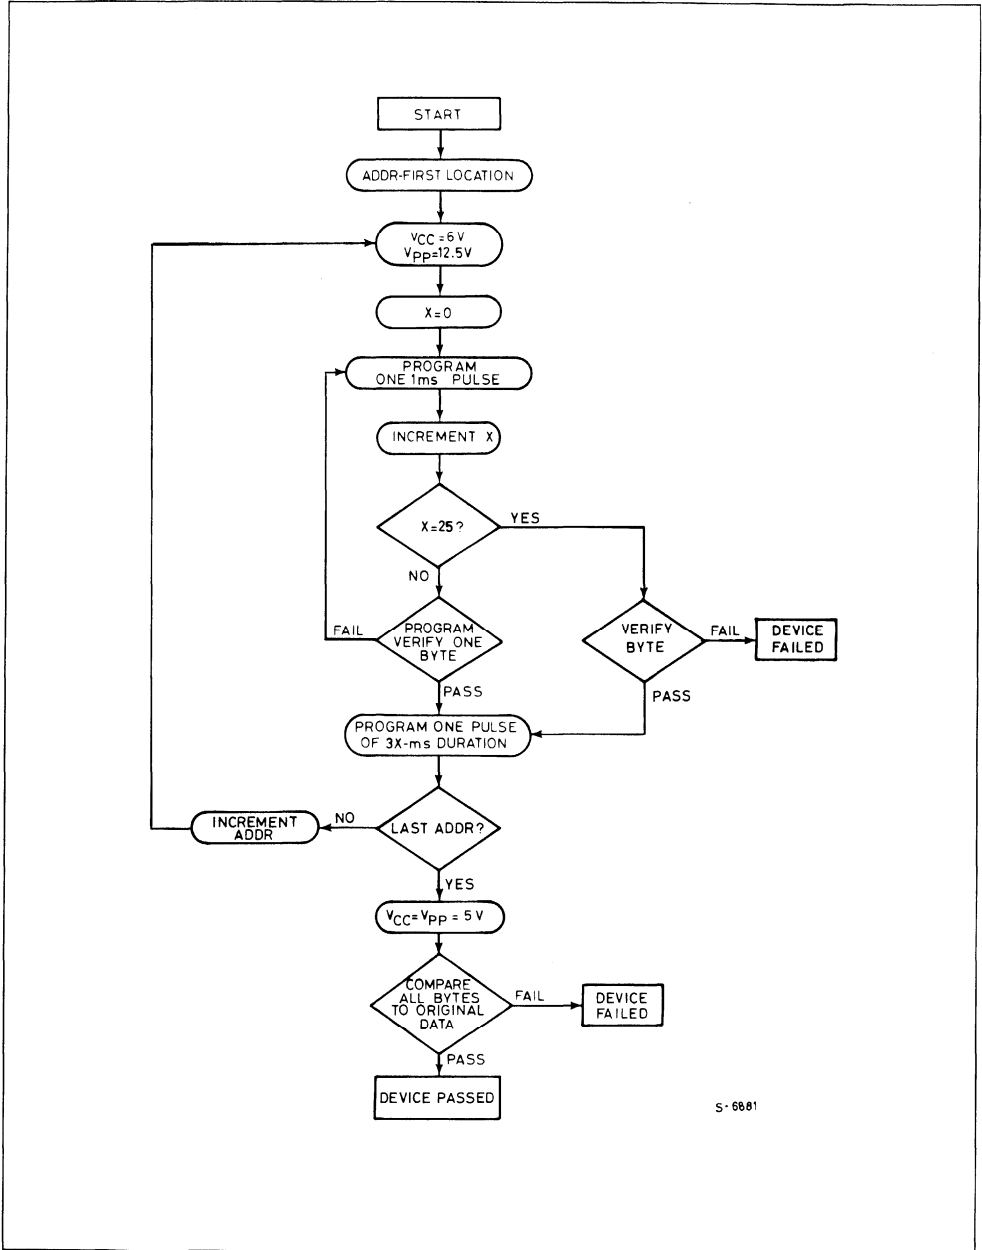 START
ADDR-FIRST LOCATION
VCC=6V
VPP=12.5V
X=0
PROGRAM
ONE 1ms PULSE
INCREMENT X
X=25?
YES
NO
PROGRAM
VERIFY ONE
BYTE
FAIL
VERIFY
BYTE
FAIL
DEVICE
FAILED
PASS
PASS
PROGRAM ONE PULSE
OF 3X-ms DURATION
LAST ADDR?
NO
INCREMENT
ADDR
YES
VCC=VPP=5V
COMPARE
ALL BYTES
TO ORIGINAL
DATA
FAIL
DEVICE
FAILED
PASS
DEVICE PASSED
S-6881